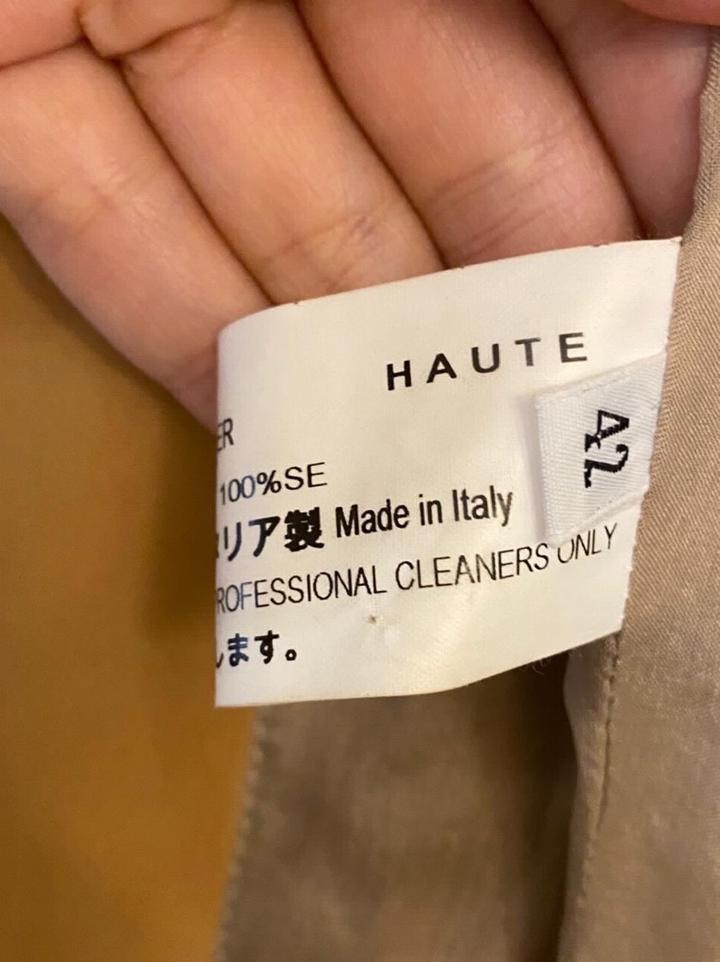 HAUTE
42
ER
100%SE
リア製 Made in Italy
ROFESSIONAL CLEANERS ONLY
します。